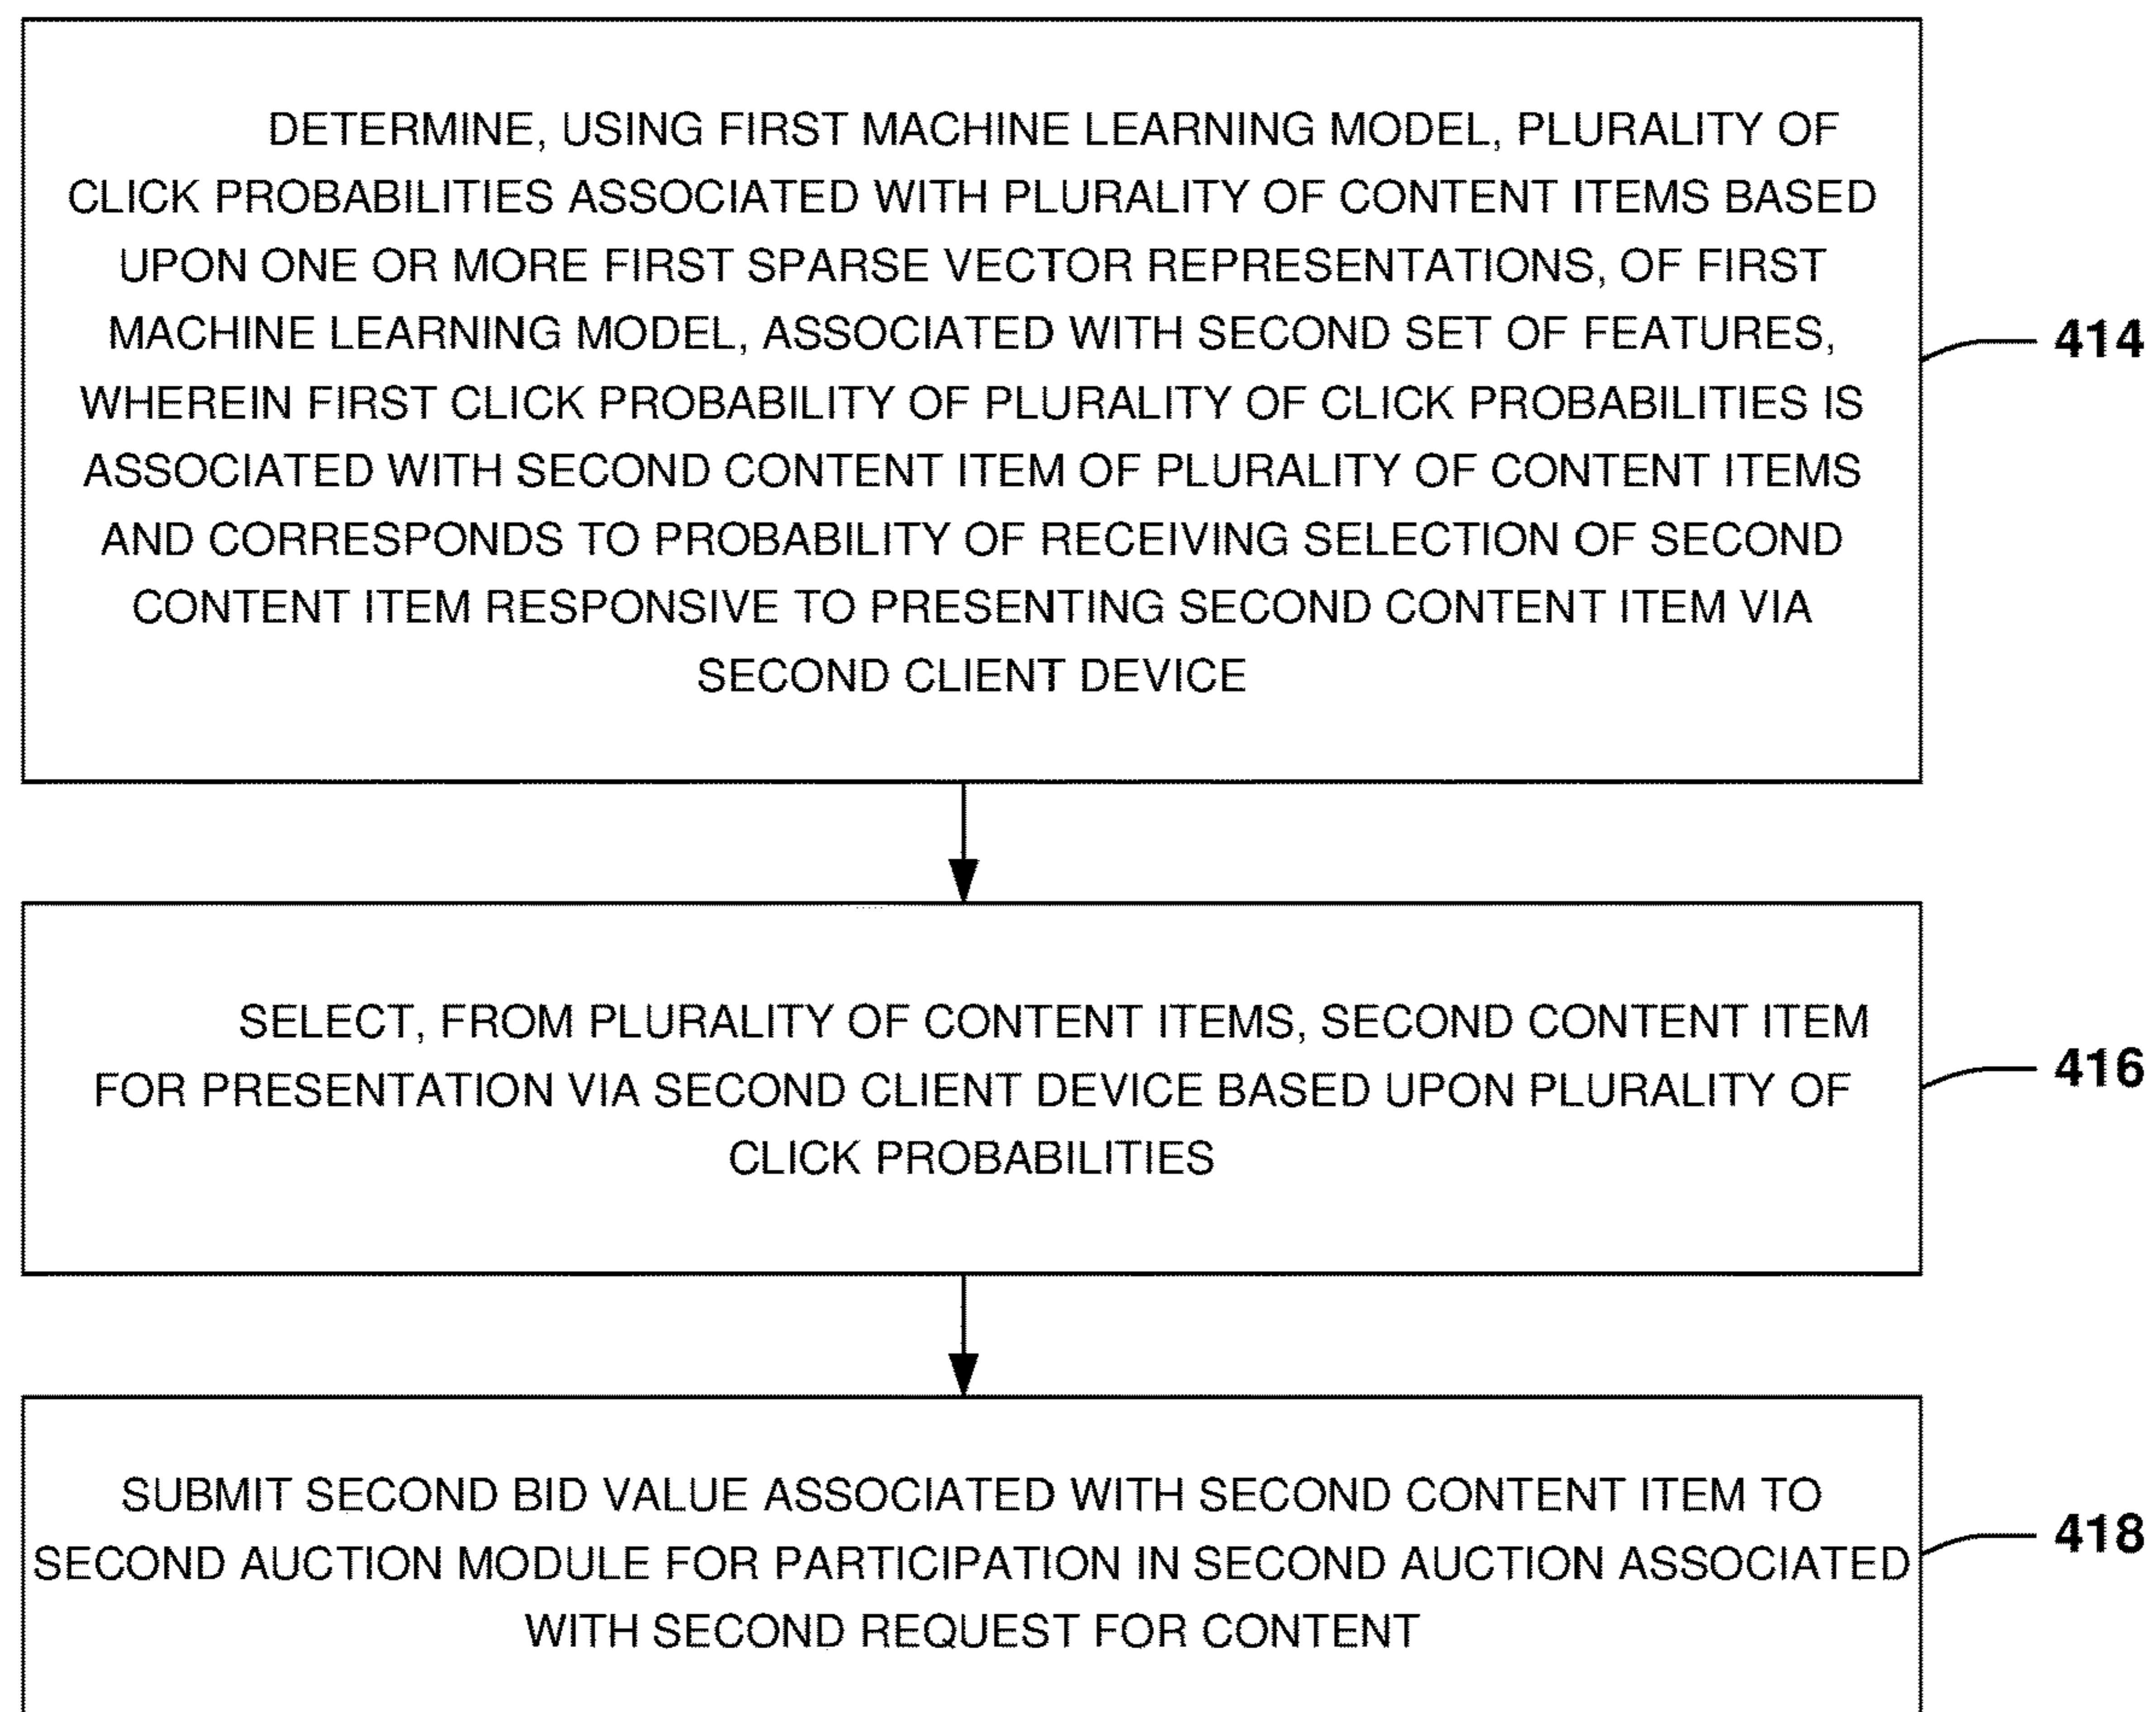 DETERMINE, USING FIRST MACHINE LEARNING MODEL, PLURALITY OF
CLICK PROBABILITIES ASSOCIATED WITH PLURALITY OF CONTENT ITEMS BASED
UPON ONE OR MORE FIRST SPARSE VECTOR REPRESENTATIONS, OF FIRST
MACHINE LEARNING MODEL, ASSOCIATED WITH SECOND SET OF FEATURES,
WHEREIN FIRST CLICK PROBABILITY OF PLURALITY OF CLICK PROBABILITIES IS
ASSOCIATED WITH SECOND CONTENT ITEM OF PLURALITY OF CONTENT ITEMS
AND CORRESPONDS TO PROBABILITY OF RECEIVING SELECTION OF SECOND
CONTENT ITEM RESPONSIVE TO PRESENTING SECOND CONTENT ITEM VIA
SECOND CLIENT DEVICE
414
SELECT, FROM PLURALITY OF CONTENT ITEMS, SECOND CONTENT ITEM
FOR PRESENTATION VIA SECOND CLIENT DEVICE BASED UPON PLURALITY OF
CLICK PROBABILITIES
416
SUBMIT SECOND BID VALUE ASSOCIATED WITH SECOND CONTENT ITEM TO
SECOND AUCTION MODULE FOR PARTICIPATION IN SECOND AUCTION ASSOCIATED
WITH SECOND REQUEST FOR CONTENT
418